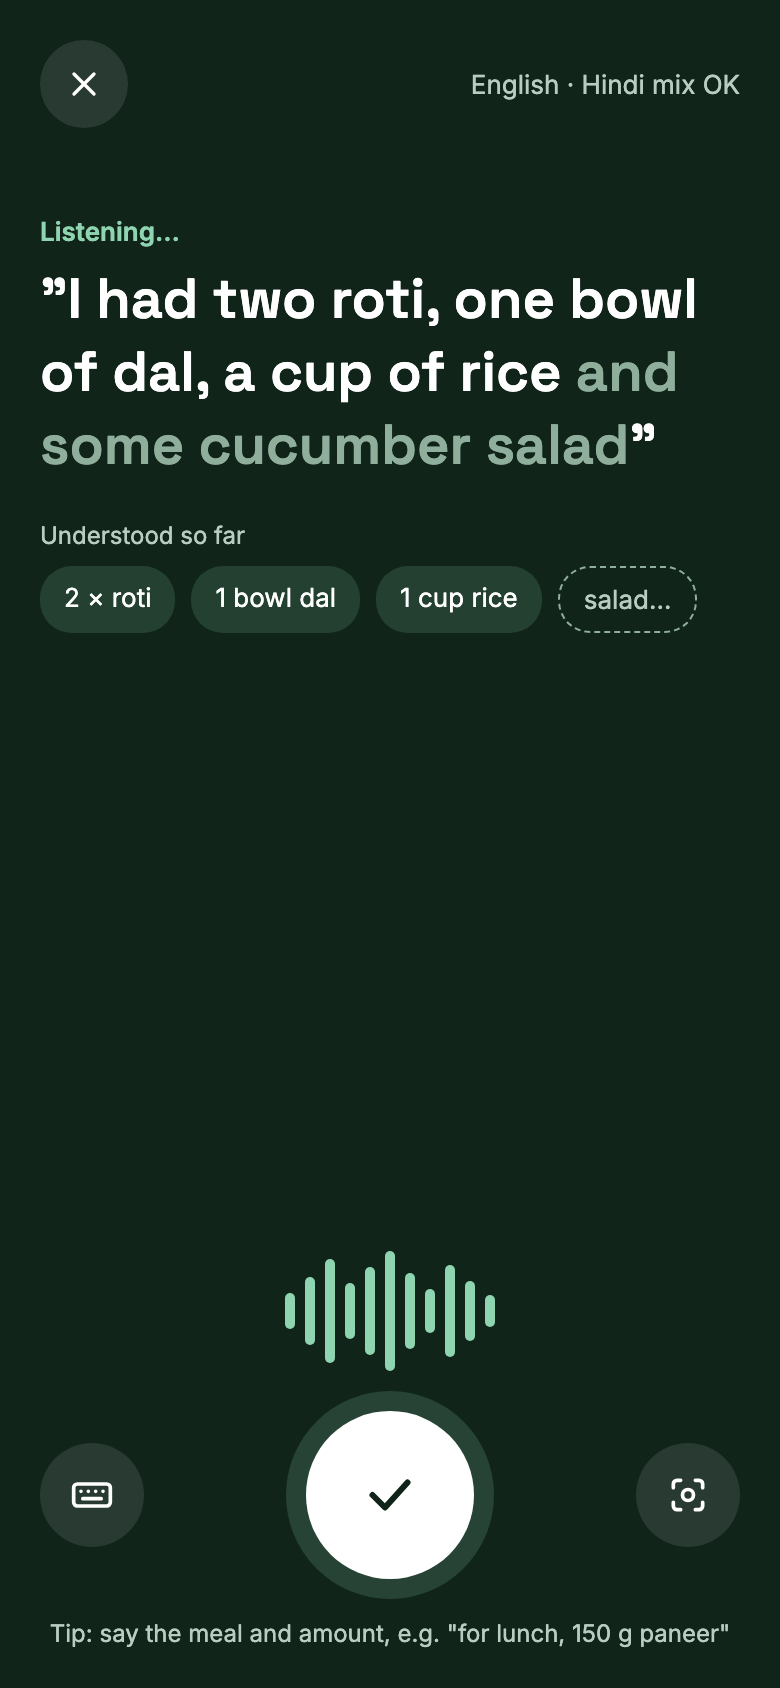 English · Hindi mix OK
Listening...
”I had two roti, one bowl
of dal, a cup of rice and
some cucumber salad”
Understood so far
2 × roti
1 bowl dal
1 cup rice
salad...
Tip: say the meal and amount, e.g. "for lunch, 150 g paneer"